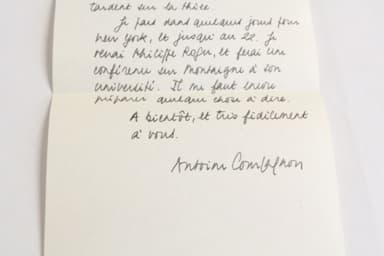 tardent sur la thèse.
Je pars dans quelques jours pour
New York, et jusqu'au 22. Je
verrai Philippe Roger, et ferai une
conférence sur Montaigne à son
université. Il me faut encore
préparer quelque chose à dire.
A bientôt, et très fidèlement
à vous.
Antoine Compagnon